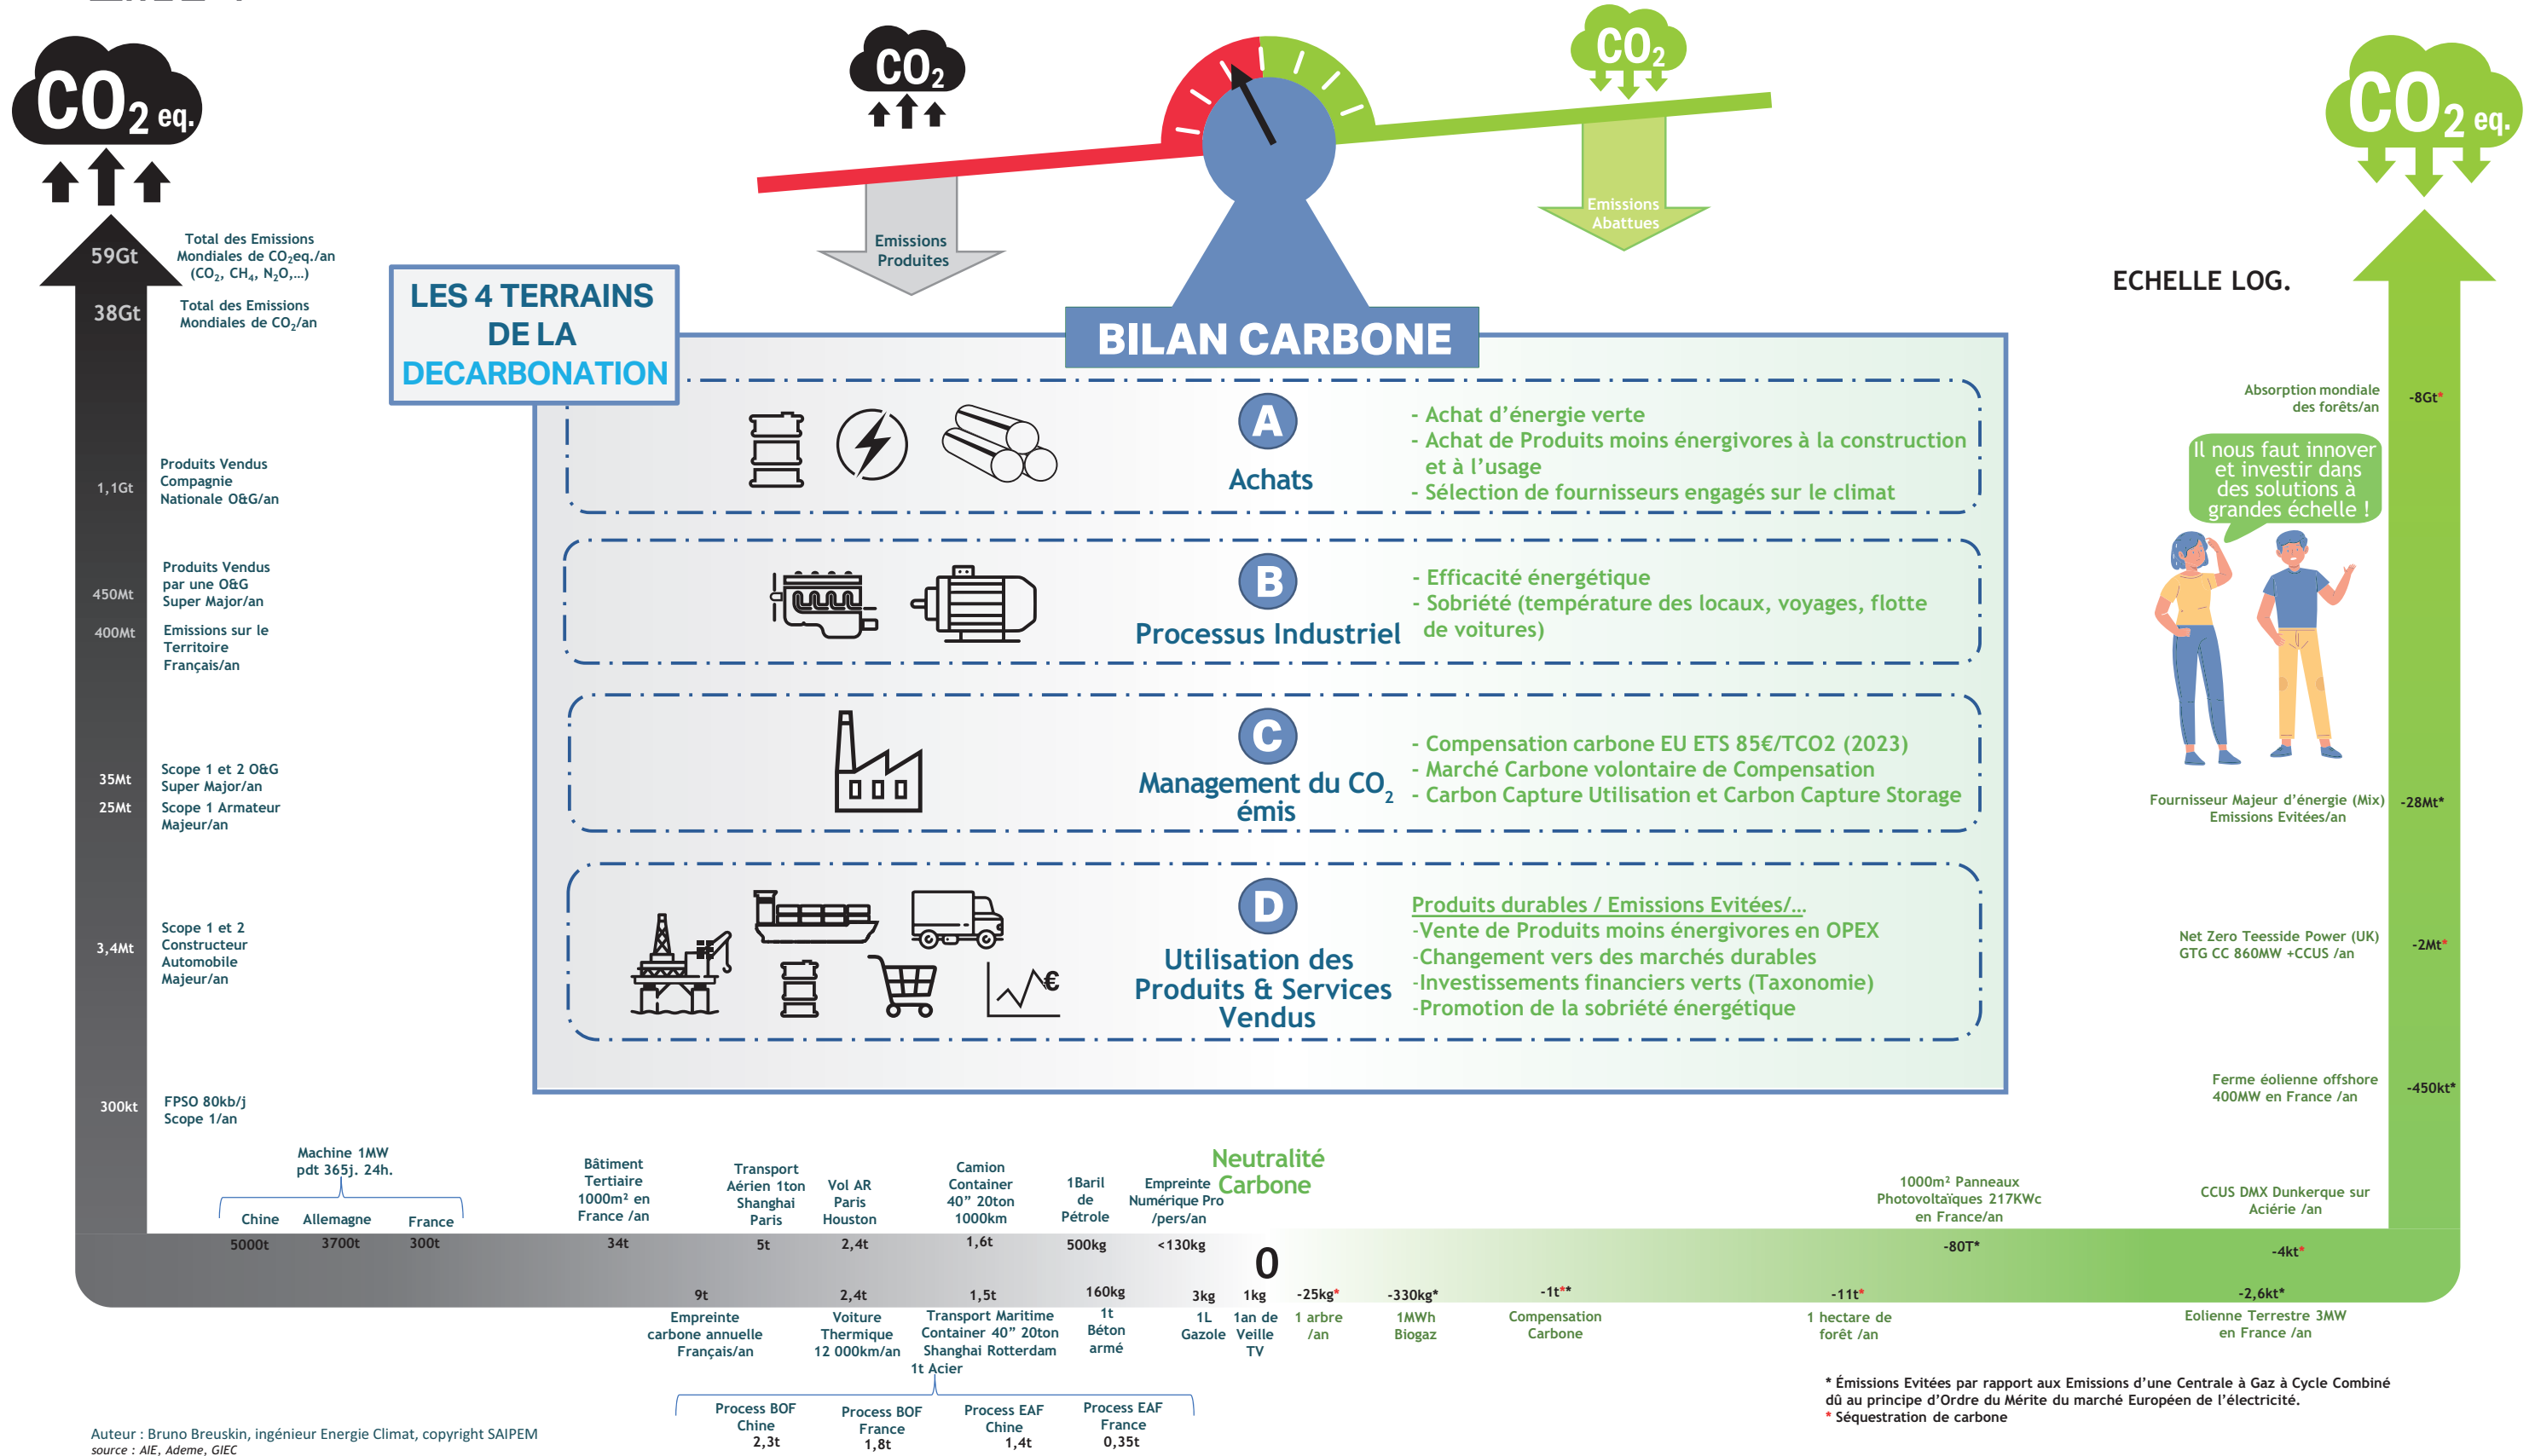 CO2 eq.
CO2
CO2
CO2 eq.
Emissions
Produites
Emissions
Abattues
59Gt
Total des Emissions
Mondiales de CO2eq./an
(CO2, CH4, N2O,...)
38Gt
Total des Emissions
Mondiales de CO2/an
1,1Gt
Produits Vendus
Compagnie
Nationale O&G/an
450Mt
Produits Vendus
par une O&G
Super Major/an
400Mt
Emissions sur le
Territoire
Français/an
35Mt
Scope 1 et 2 O&G
Super Major/an
25Mt
Scope 1 Armateur
Majeur/an
3,4Mt
Scope 1 et 2
Constructeur
Automobile
Majeur/an
300kt
FPSO 80kb/j
Scope 1/an
LES 4 TERRAINS
DE LA
DECARBONATION
BILAN CARBONE
A
Achats
- Achat d’énergie verte
- Achat de Produits moins énergivores à la construction
et à l’usage
- Sélection de fournisseurs engagés sur le climat
B
Processus Industriel
- Efficacité énergétique
- Sobriété (température des locaux, voyages, flotte
de voitures)
C
Management du CO2
émis
- Compensation carbone EU ETS 85€/TCO2 (2023)
- Marché Carbone volontaire de Compensation
- Carbon Capture Utilisation et Carbon Capture Storage
D
Utilisation des
Produits & Services
Vendus
€
Produits durables / Emissions Evitées/...
-Vente de Produits moins énergivores en OPEX
-Changement vers des marchés durables
-Investissements financiers verts (Taxonomie)
-Promotion de la sobriété énergétique
ECHELLE LOG.
Absorption mondiale
des forêts/an
-8Gt*
Il nous faut innover
et investir dans
des solutions à
grandes échelle !
Fournisseur Majeur d’énergie (Mix)
Emissions Evitées/an
-28Mt*
Net Zero Teesside Power (UK)
GTG CC 860MW +CCUS /an
-2Mt*
Ferme éolienne offshore
400MW en France /an
-450kt*
Machine 1MW
pdt 365j. 24h.
Chine
Allemagne
France
5000t
3700t
300t
Bâtiment
Tertiaire
1000m² en
France /an
34t
Transport
Aérien 1ton
Shanghai
Paris
5t
Vol AR
Paris
Houston
2,4t
Camion
Container
40” 20ton
1000km
1,6t
1Baril
de
Pétrole
500kg
Empreinte
Numérique Pro
/pers/an
<130kg
Neutralité
Carbone
0
1000m² Panneaux
Photovoltaïques 217KWc
en France/an
-80T*
CCUS DMX Dunkerque sur
Aciérie /an
-4kt*
9t
Empreinte
carbone annuelle
Français/an
2,4t
Voiture
Thermique
12 000km/an
1,5t
Transport Maritime
Container 40” 20ton
Shanghai Rotterdam
160kg
1t
Béton
armé
3kg
1L
Gazole
1kg
1an de
Veille
TV
-25kg*
1 arbre
/an
-330kg*
1MWh
Biogaz
-1t**
Compensation
Carbone
-11t*
1 hectare de
forêt /an
-2,6kt*
Eolienne Terrestre 3MW
en France /an
1t Acier
Process BOF
Chine
2,3t
Process BOF
France
1,8t
Process EAF
Chine
1,4t
Process EAF
France
0,35t
* Émissions Evitées par rapport aux Emissions d’une Centrale à Gaz à Cycle Combiné
dû au principe d’Ordre du Mérite du marché Européen de l’électricité.
* Séquestration de carbone
Auteur : Bruno Breuskin, ingénieur Energie Climat, copyright SAIPEM
source : AIE, Ademe, GIEC